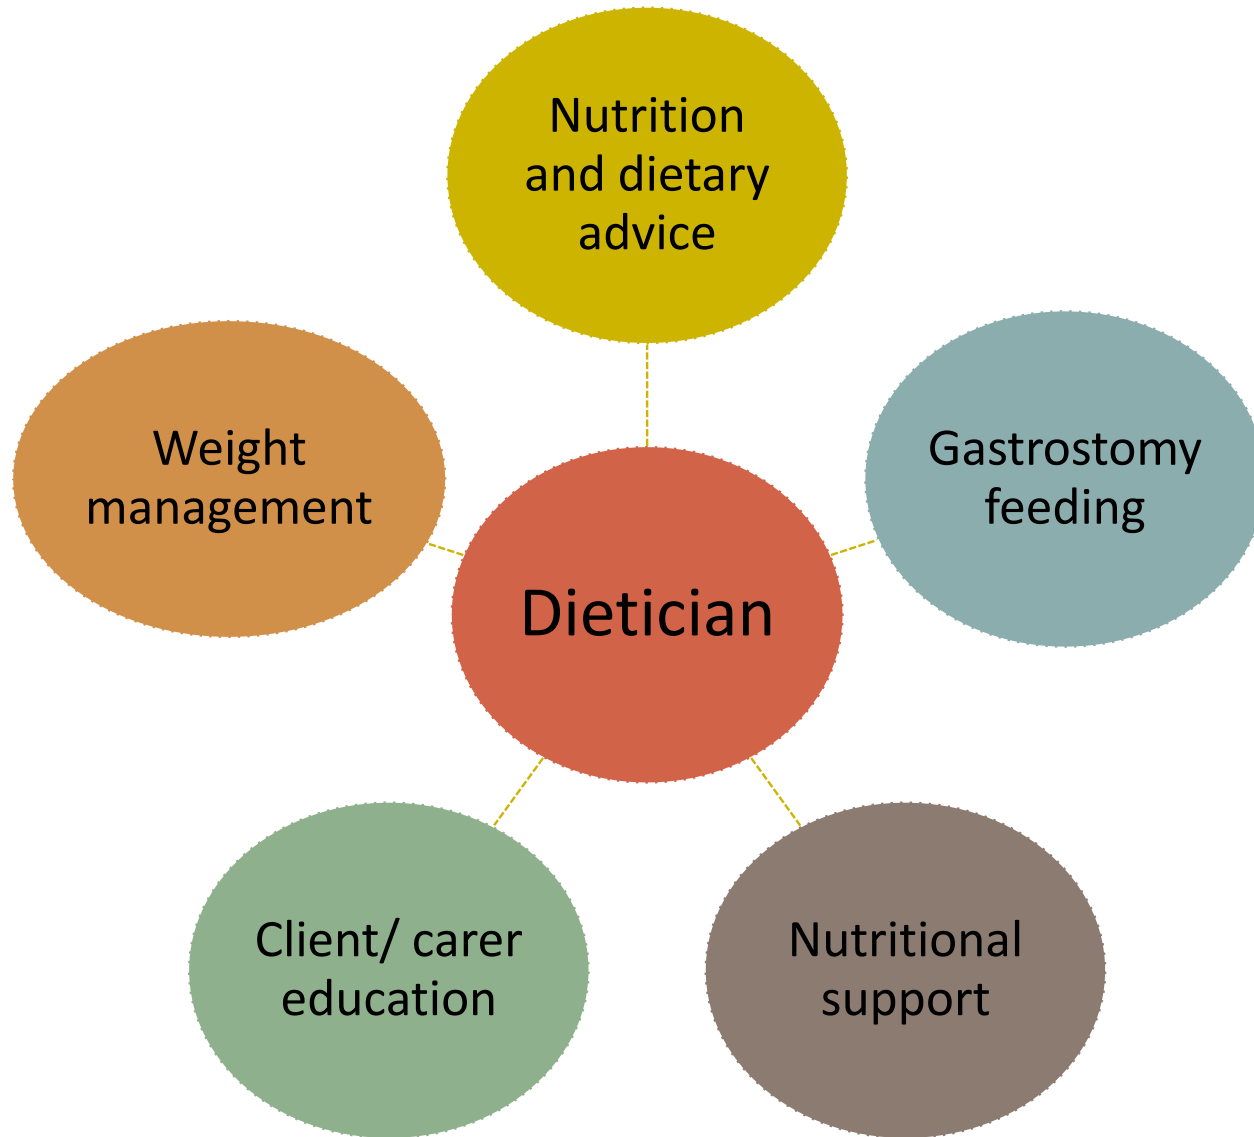 Nutrition
and dietary
advice
Weight
management
Gastrostomy
feeding
Dietician
Client/ carer
education
Nutritional
support